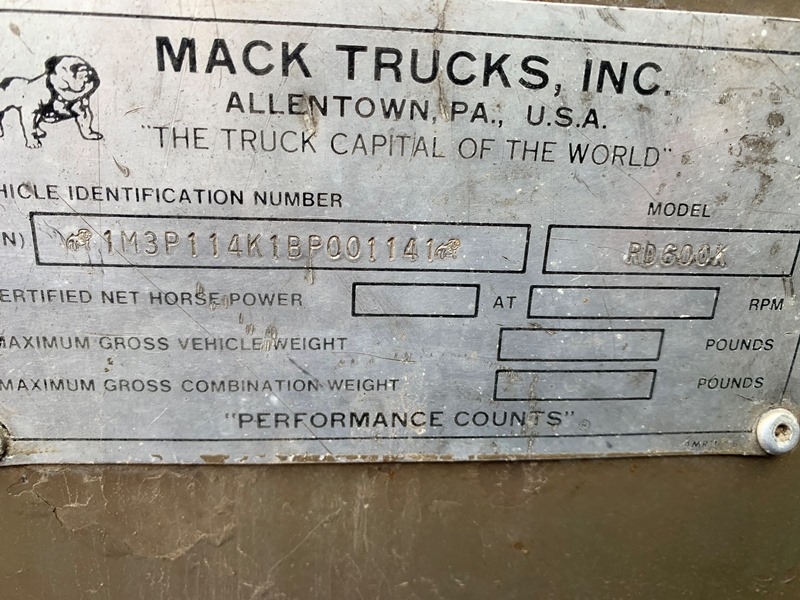 MACK TRUCKS, INC.
ALLENTOWN, PA., U.S.A.
"THE TRUCK CAPITAL OF THE WORLD"
HICLE IDENTIFICATION NUMBER
MODEL
N) 1M3P114K1BP001141 RD600K
ERTIFIED NET HORSE POWER AT RPM
MAXIMUM GROSS VEHICLE WEIGHT POUNDS
MAXIMUM GROSS COMBINATION WEIGHT POUNDS
"PERFORMANCE COUNTS"®